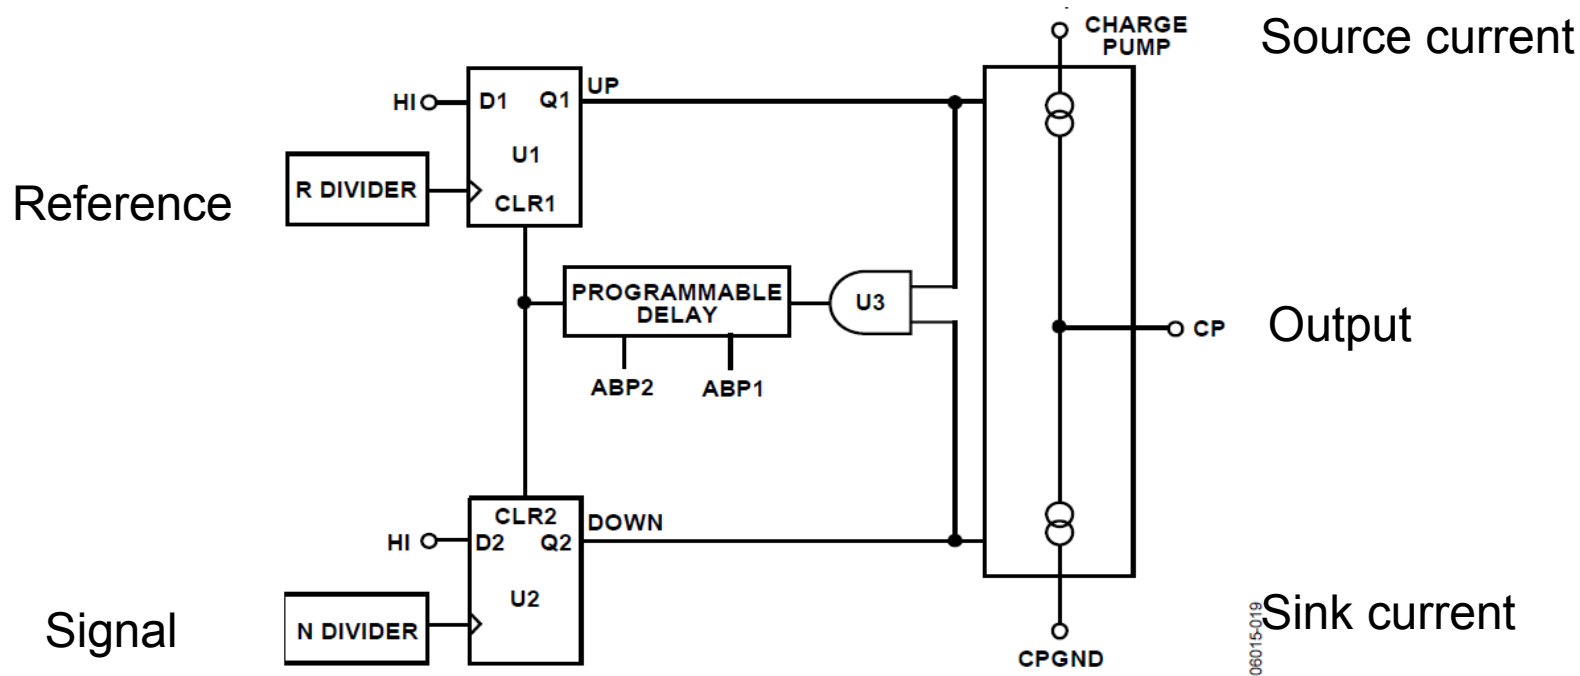 CHARGE
PUMP
Source current
HI
D1
Q1
UP
U1
R DIVIDER
CLR1
Reference
PROGRAMMABLE
DELAY
U3
ABP2
ABP1
CP
Output
CLR2
DOWN
HI
D2
Q2
U2
N DIVIDER
Signal
CPGND
06015-019
Sink current